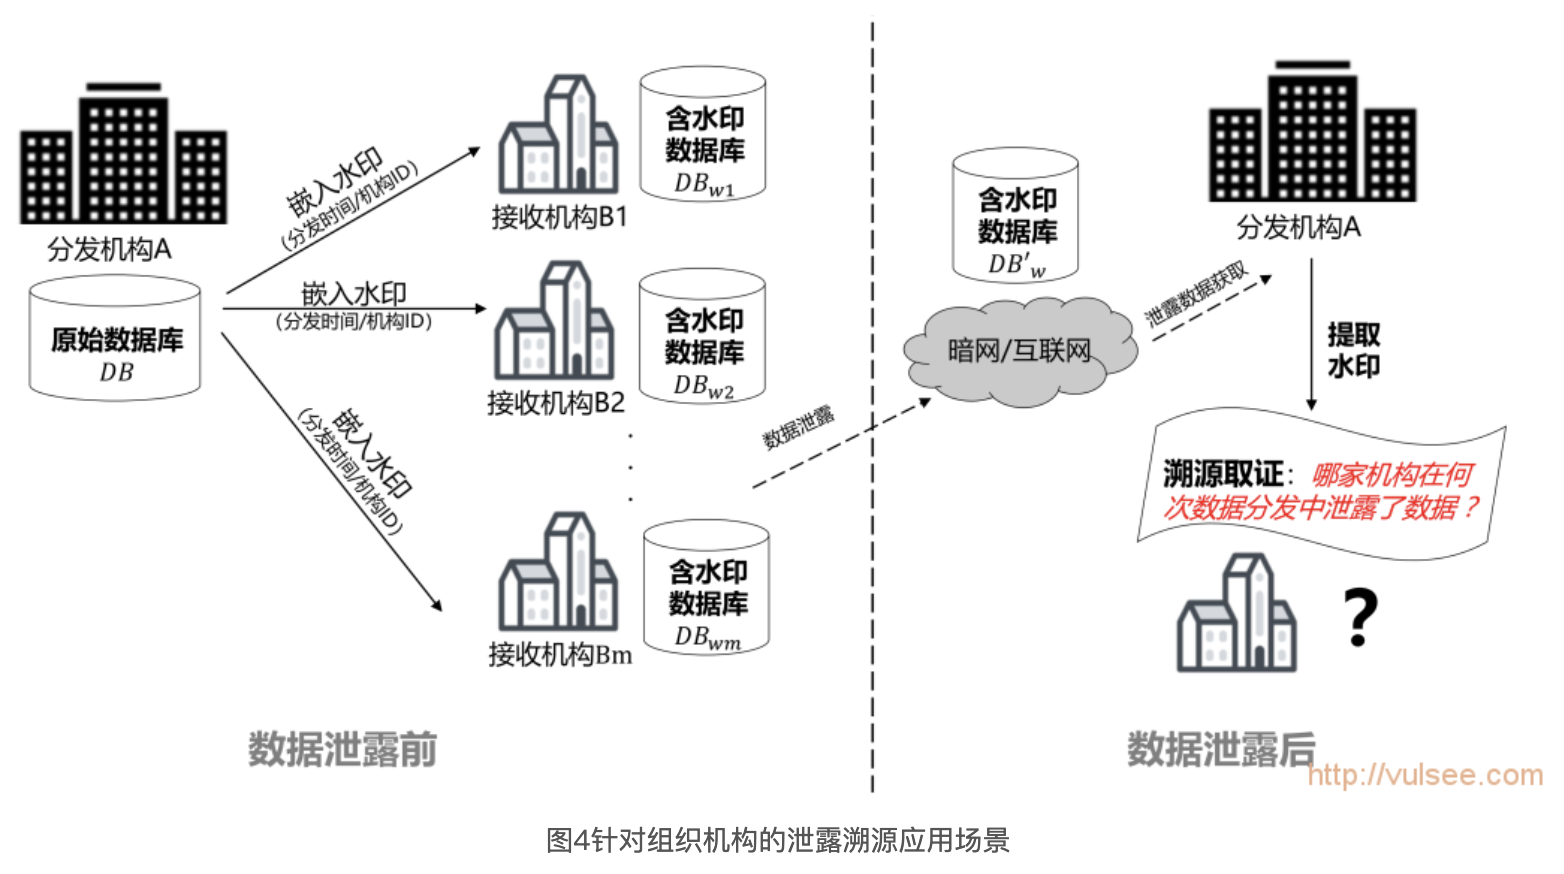 分发机构A
原始数据库
DB
嵌入水印
(分发时间/机构ID)
嵌入水印
(分发时间/机构ID)
嵌入水印
(分发时间/机构ID)
接收机构B1
含水印
数据库
DBw1
接收机构B2
含水印
数据库
DBw2
接收机构Bm
含水印
数据库
DBwm
数据泄露
数据泄露前
含水印
数据库
DB'w
暗网/互联网
泄露数据获取
分发机构A
提取
水印
溯源取证：哪家机构在何
次数据分发中泄露了数据？
?
数据泄露后
http://vulsee.com
图4针对组织机构的泄露溯源应用场景